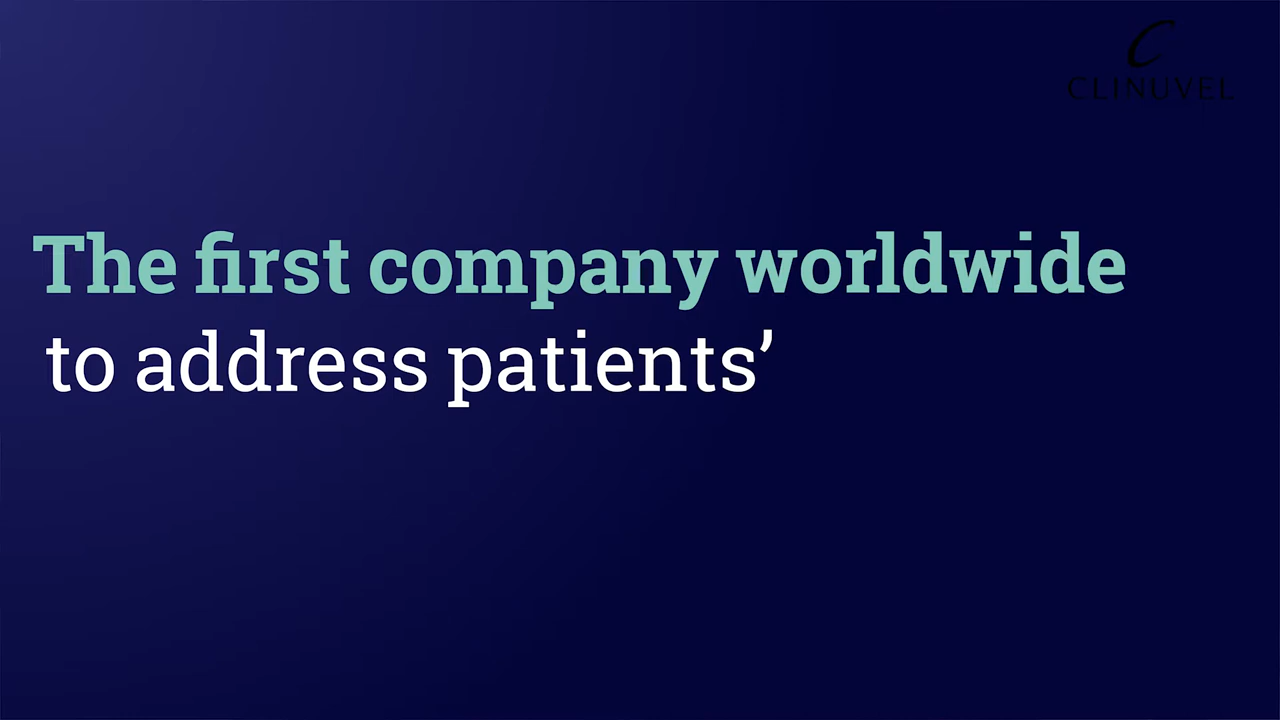 C
CLINUVEL
The first company worldwide
to address patients’